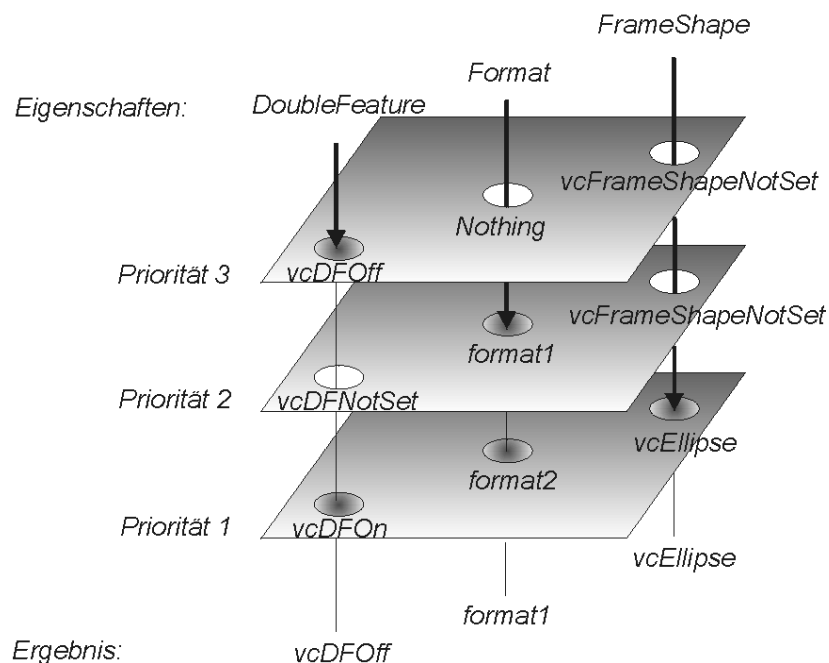 FrameShape
Format
Eigenschaften:
DoubleFeature
vcFrameShapeNotSet
Nothing
Priorität 3
vcDFOff
vcFrameShapeNotSet
format1
Priorität 2
vcDFNotSet
vcEllipse
format2
Priorität 1
vcDFOn
vcEllipse
format1
Ergebnis:
vcDFOff